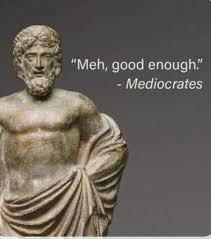 "Meh, good enough."
- Mediocrates